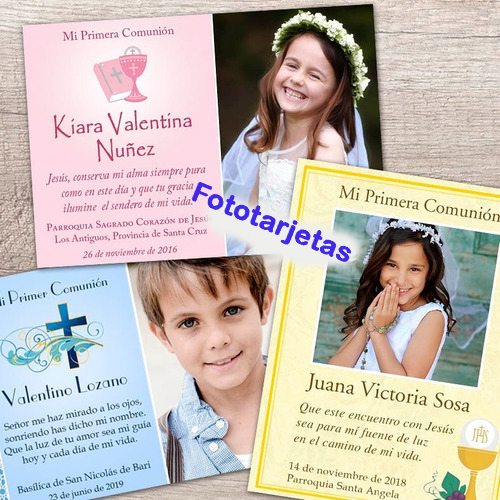 Mi Primera Comunión
Kiara Valentina
Nuñez
Jesús, conserva mi alma siempre pura
como en este día y que tu gracia
ilumine el sendero de mi vida.
Parroquia Sagrado Corazón de Jesú
Los Antiguos, Provincia de Santa Cruz
26 de noviembre de 2016
Fototarjetas
Mi Primera Comunión
Juana Victoria Sosa
Que este encuentro con Jesús
sea para mí fuente de luz
en el camino de mi vida.
14 de noviembre de 2018
Parroquia Santa Angela
JHS
Mi Primer Comunión
Valentino Lozano
Señor me haz mirado a los ojos,
sonriendo has dicho mi nombre.
Que la luz de tu amor sea mi guía
hoy y cada día de mi vida.
Basílica de San Nicolás de Bari
23 de junio de 2019